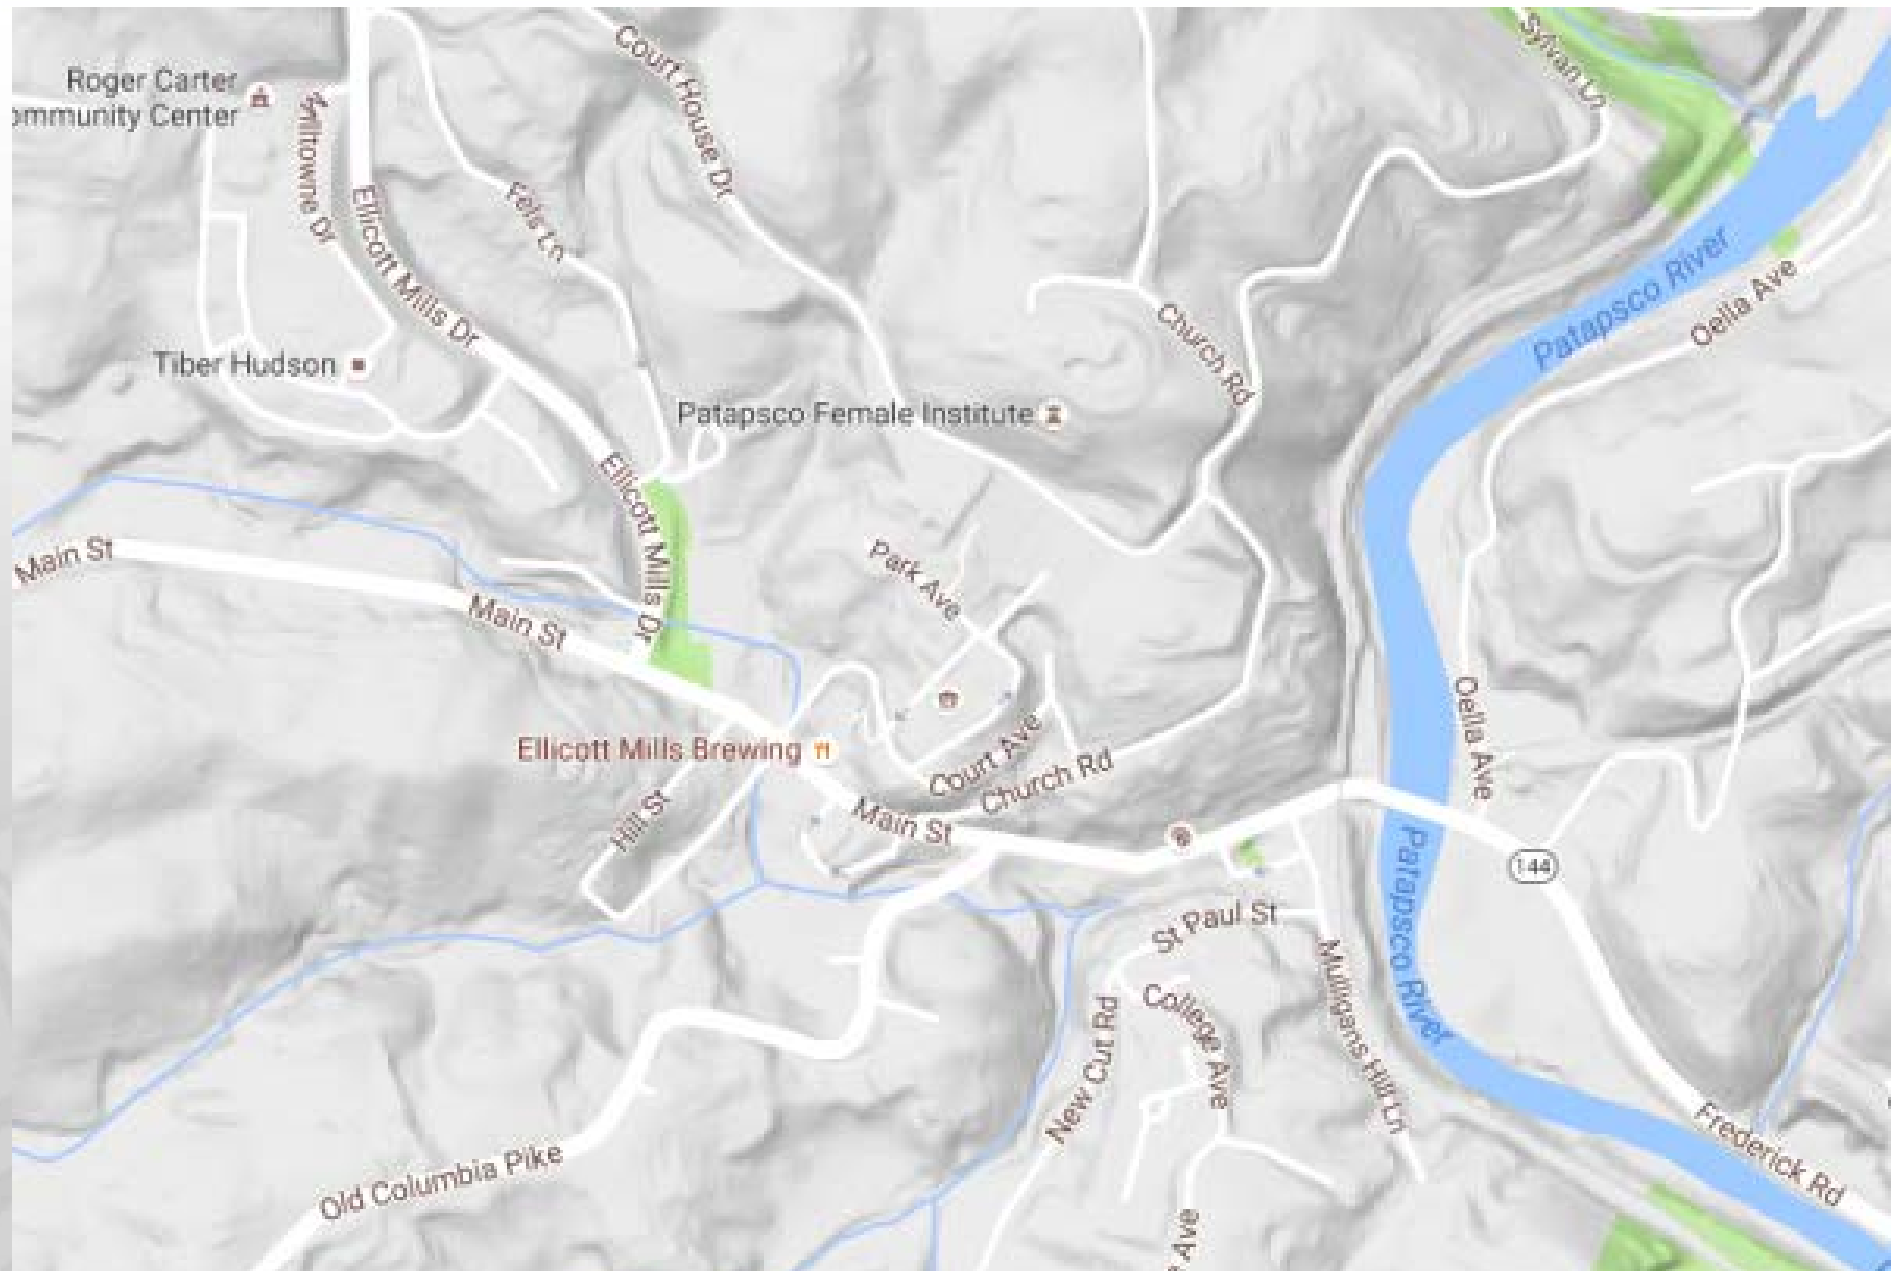 Sylvan Ln
Court House Dr
Roger Carter
ommunity Center
Milltowne Dr
Ellicott Mills Dr
Fels Ln
Patapsco River
Oella Ave
Church Rd
Tiber Hudson
Patapsco Female Institute
Ellicott Mills Dr
Main St
Park Ave
Main St
Oella Ave
Ellicott Mills Brewing
Court Ave
Church Rd
Hill St
Main St
144
Patapsco River
St Paul St
Mulligans Hill Ln
College Ave
New Cut Rd
Frederick Rd
Old Columbia Pike
Ave